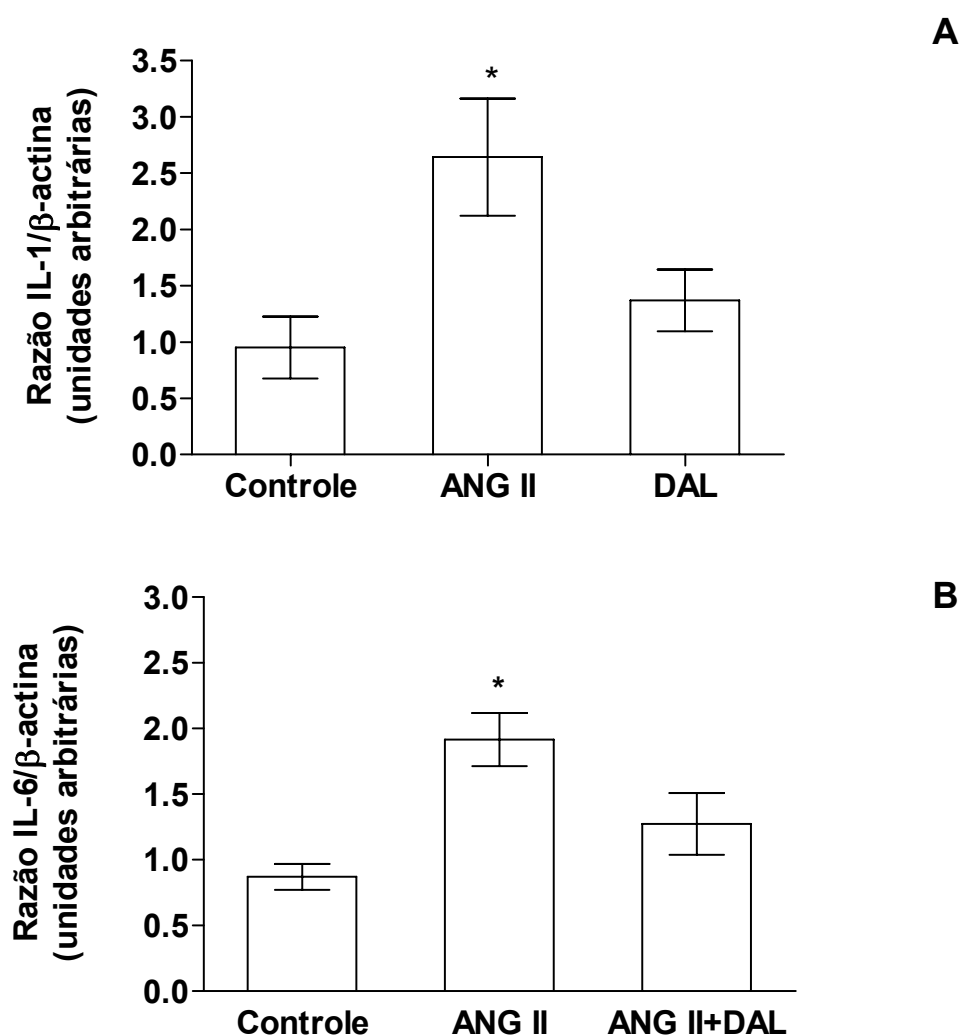 A
Razão IL-1/β-actina
(unidades arbitrárias)
3.5
3.0
2.5
2.0
1.5
1.0
0.5
0.0
*
Controle ANG II DAL
B
Razão IL-6/β-actina
(unidades arbitrárias)
3.0
2.5
2.0
1.5
1.0
0.5
0.0
*
Controle ANG II ANG II+DAL